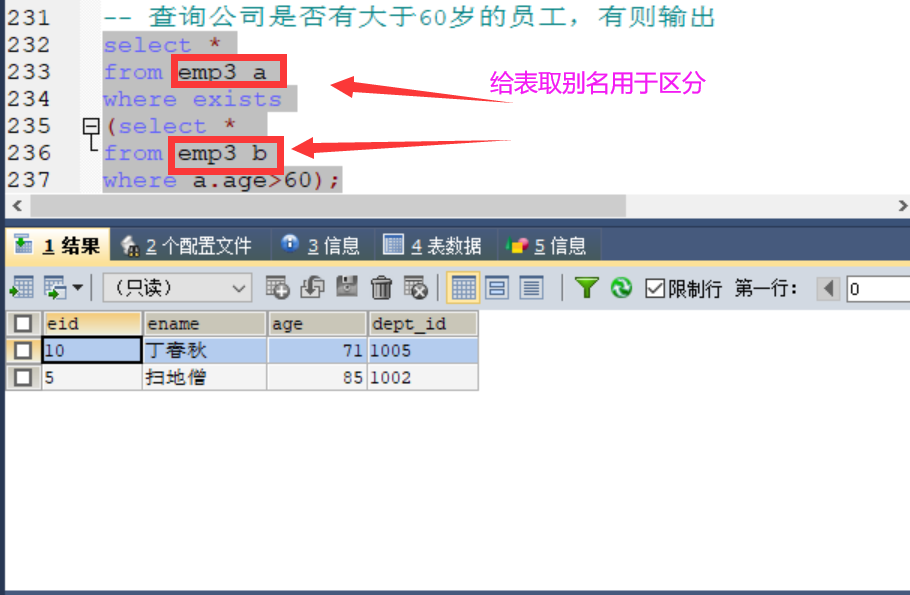 231 -- 查询公司是否有大于60岁的员工，有则输出
232 select *
233 from emp3 a
给表取别名用于区分
234 where exists
235 (select *
236 from emp3 b
237 where a.age>60);
1 结果 2 个配置文件 3 信息 4 表数据 5 信息
（只读） 限制行 第一行： 0
eid ename age dept_id
10 丁春秋 71 1005
5 扫地僧 85 1002